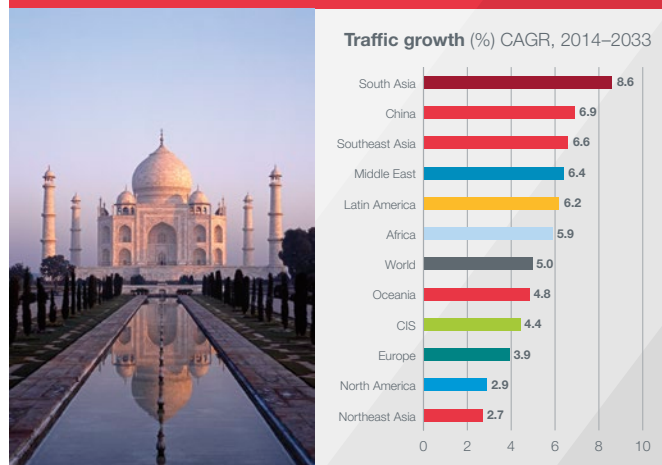 Traffic growth (%) CAGR, 2014–2033
South Asia 8.6
China 6.9
Southeast Asia 6.6
Middle East 6.4
Latin America 6.2
Africa 5.9
World 5.0
Oceania 4.8
CIS 4.4
Europe 3.9
North America 2.9
Northeast Asia 2.7
0 2 4 6 8 10